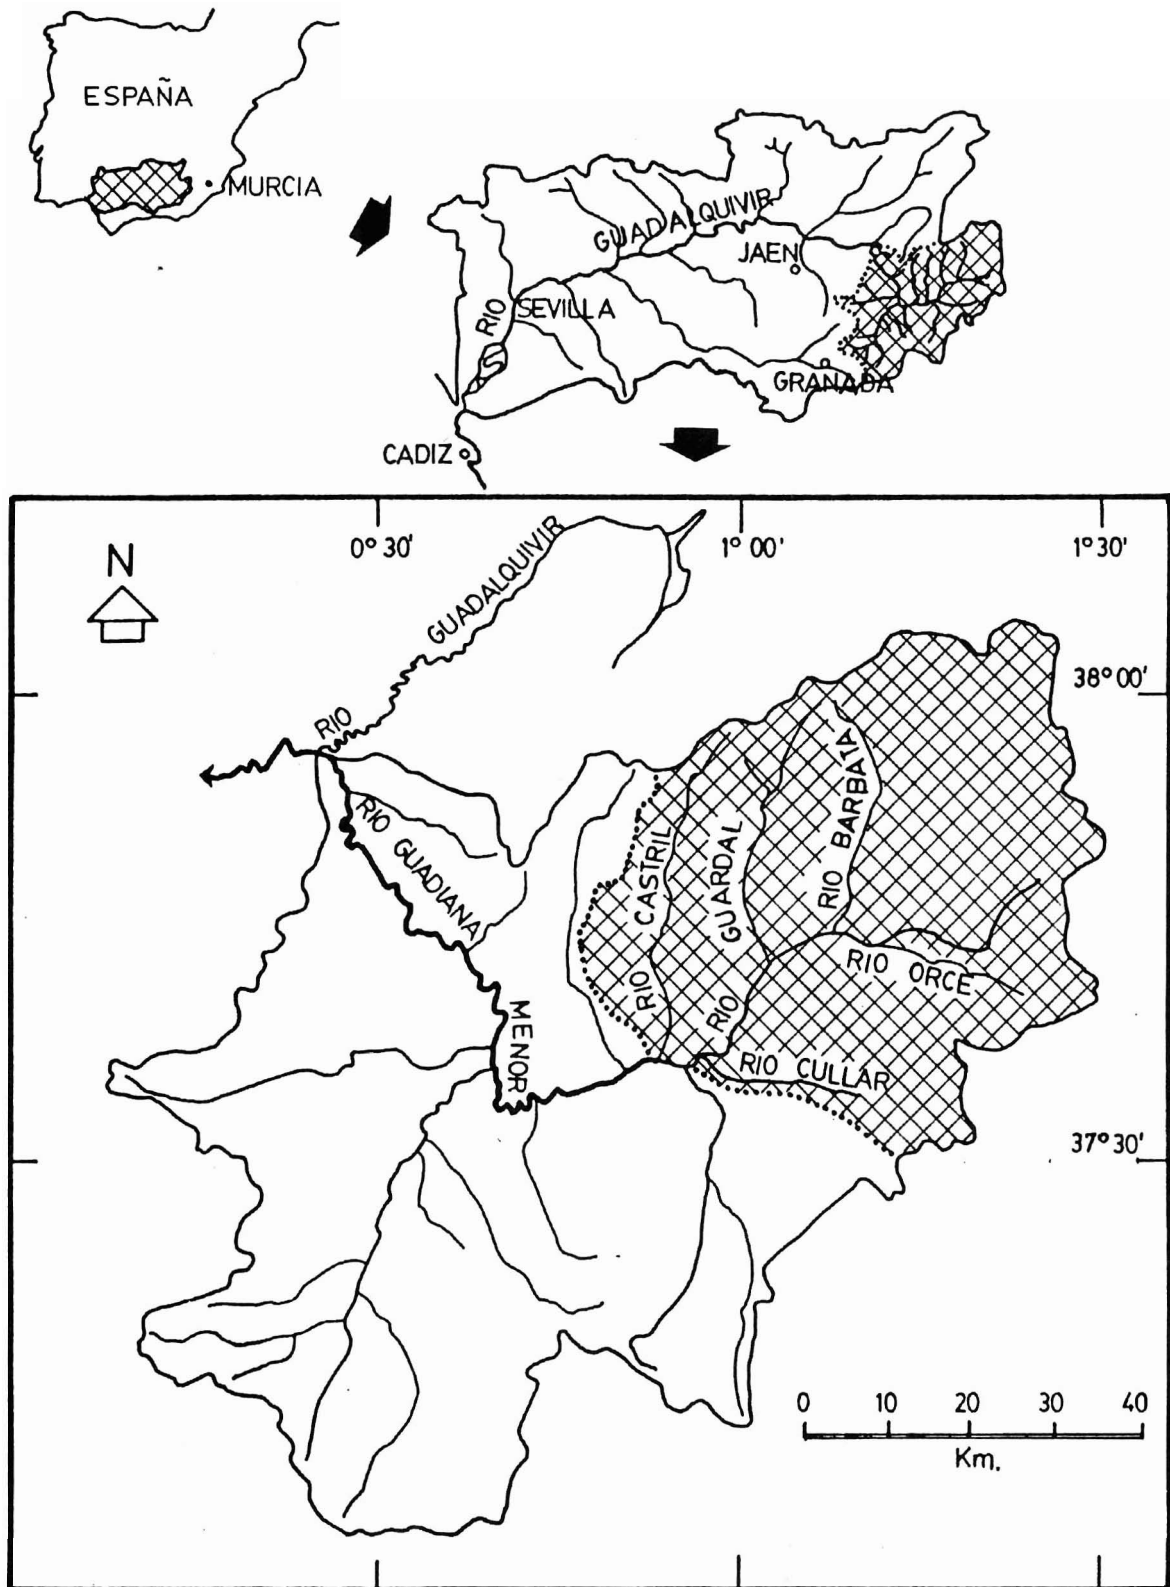 ESPAÑA
MURCIA
RIO GUADALQUIVIR
JAEN
SEVILLA
GRANADA
CADIZ
0° 30' 1° 00' 1° 30'
N
RIO GUADALQUIVIR
38° 00'
RIO GUADIANA MENOR
RIO CASTRIL
RIO GUARDAL
RIO BARBATA
RIO ORCE
RIO CULLAR
37° 30'
0 10 20 30 40
Km.